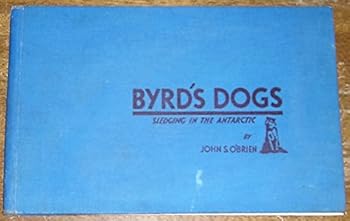 BYRD'S DOGS
SLEDGING IN THE ANTARCTIC
BY
JOHN S. O'BRIEN